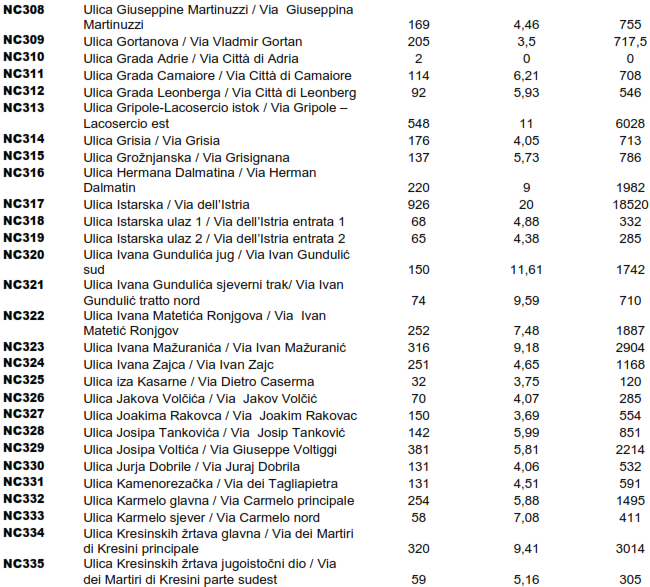 NC308 Ulica Giuseppine Martinuzzi / Via  Giuseppina
Martinuzzi 169 4,46 755
NC309 Ulica Gortanova / Via Vladmir Gortan 205 3,5 717,5
NC310 Ulica Grada Adrie / Via Città di Adria 2 0 0
NC311 Ulica Grada Camaiore / Via Città di Camaiore 114 6,21 708
NC312 Ulica Grada Leonberga / Via Città di Leonberg 92 5,93 546
NC313 Ulica Gripole-Lacosercio istok / Via Gripole –
Lacosercio est 548 11 6028
NC314 Ulica Grisia / Via Grisia 176 4,05 713
NC315 Ulica Grožnjanska / Via Grisignana 137 5,73 786
NC316 Ulica Hermana Dalmatina / Via Herman
Dalmatin 220 9 1982
NC317 Ulica Istarska / Via dell’Istria 926 20 18520
NC318 Ulica Istarska ulaz 1 / Via dell’Istria entrata 1 68 4,88 332
NC319 Ulica Istarska ulaz 2 / Via dell’Istria entrata 2 65 4,38 285
NC320 Ulica Ivana Gundulića jug / Via Ivan Gundulić
sud 150 11,61 1742
NC321 Ulica Ivana Gundulića sjeverni trak/ Via Ivan
Gundulić tratto nord 74 9,59 710
NC322 Ulica Ivana Matetića Ronjgova / Via  Ivan
Matetić Ronjgov 252 7,48 1887
NC323 Ulica Ivana Mažuranića / Via Ivan Mažuranić 316 9,18 2904
NC324 Ulica Ivana Zajca / Via Ivan Zajc 251 4,65 1168
NC325 Ulica iza Kasarne / Via Dietro Caserma 32 3,75 120
NC326 Ulica Jakova Volčića / Via  Jakov Volčić 70 4,07 285
NC327 Ulica Joakima Rakovca / Via  Joakim Rakovac 150 3,69 554
NC328 Ulica Josipa Tankovića / Via  Josip Tanković 142 5,99 851
NC329 Ulica Josipa Voltića / Via Giuseppe Voltiggi 381 5,81 2214
NC330 Ulica Jurja Dobrile / Via Juraj Dobrila 131 4,06 532
NC331 Ulica Kamenorezačka / Via dei Tagliapietra 131 4,51 591
NC332 Ulica Karmelo glavna / Via Carmelo principale 254 5,88 1495
NC333 Ulica Karmelo sjever / Via Carmelo nord 58 7,08 411
NC334 Ulica Kresinskih žrtava glavna / Via dei Martiri
di Kresini principale 320 9,41 3014
NC335 Ulica Kresinskih žrtava jugoistočni dio / Via
dei Martiri di Kresini parte sudest 59 5,16 305